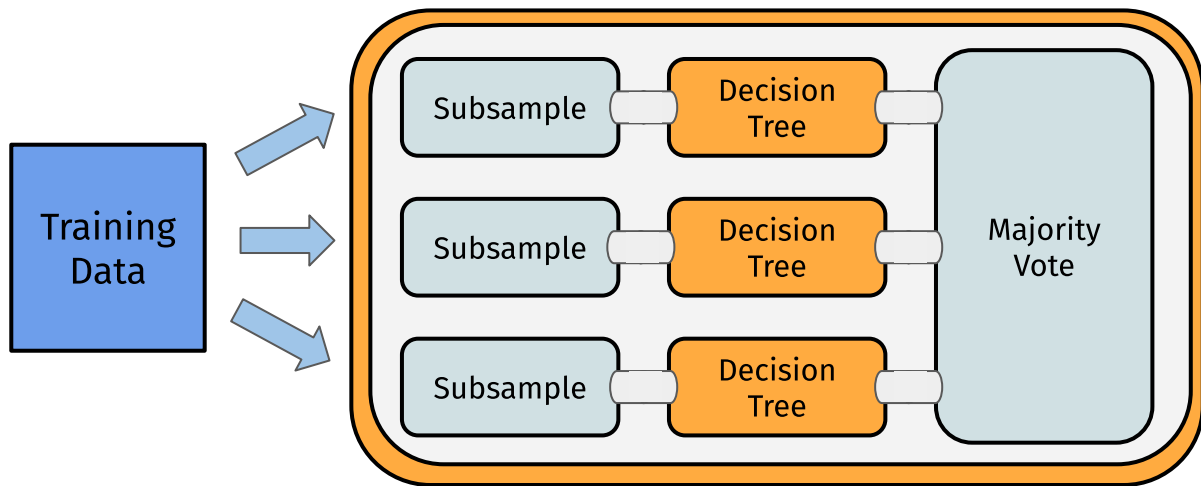 Training
Data
Subsample
Decision
Tree
Subsample
Decision
Tree
Subsample
Decision
Tree
Majority
Vote